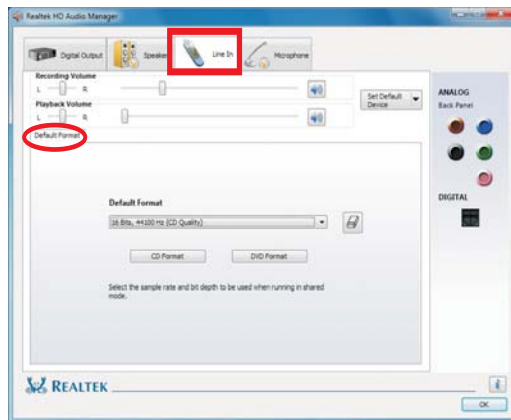 Realtek HD Audio Manager
Digital Output
Speaker
Line In
Microphone
Recording Volume
L R
Playback Volume
L R
Set Default
Device
Default Format
ANALOG
Back Panel
DIGITAL
Default Format
16 Bits, 44100 Hz (CD Quality)
CD Format
DVD Format
Select the sample rate and bit depth to be used when running in shared
mode.
REALTEK
i
OK